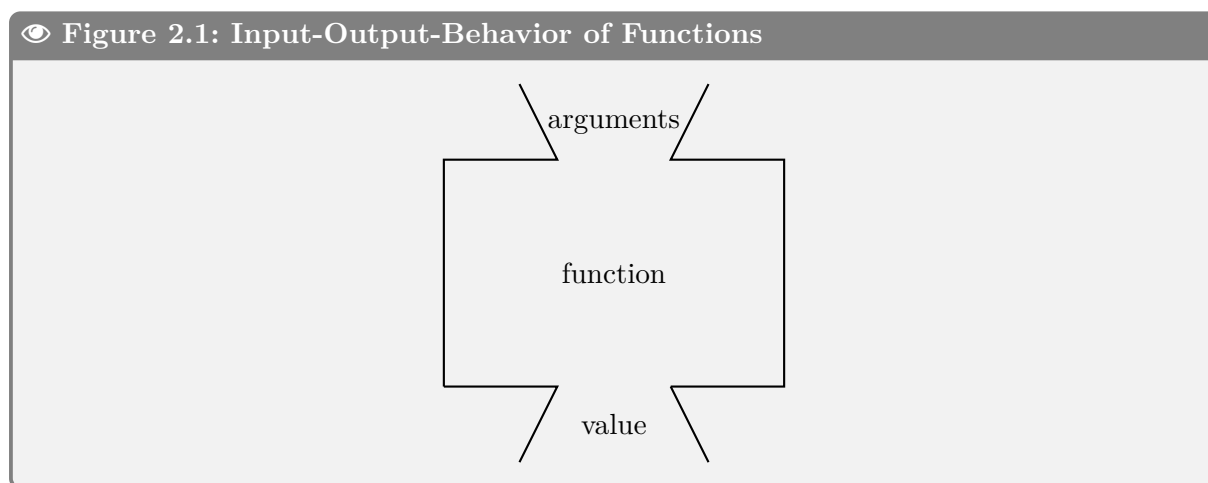 Figure 2.1: Input-Output-Behavior of Functions
arguments
function
value